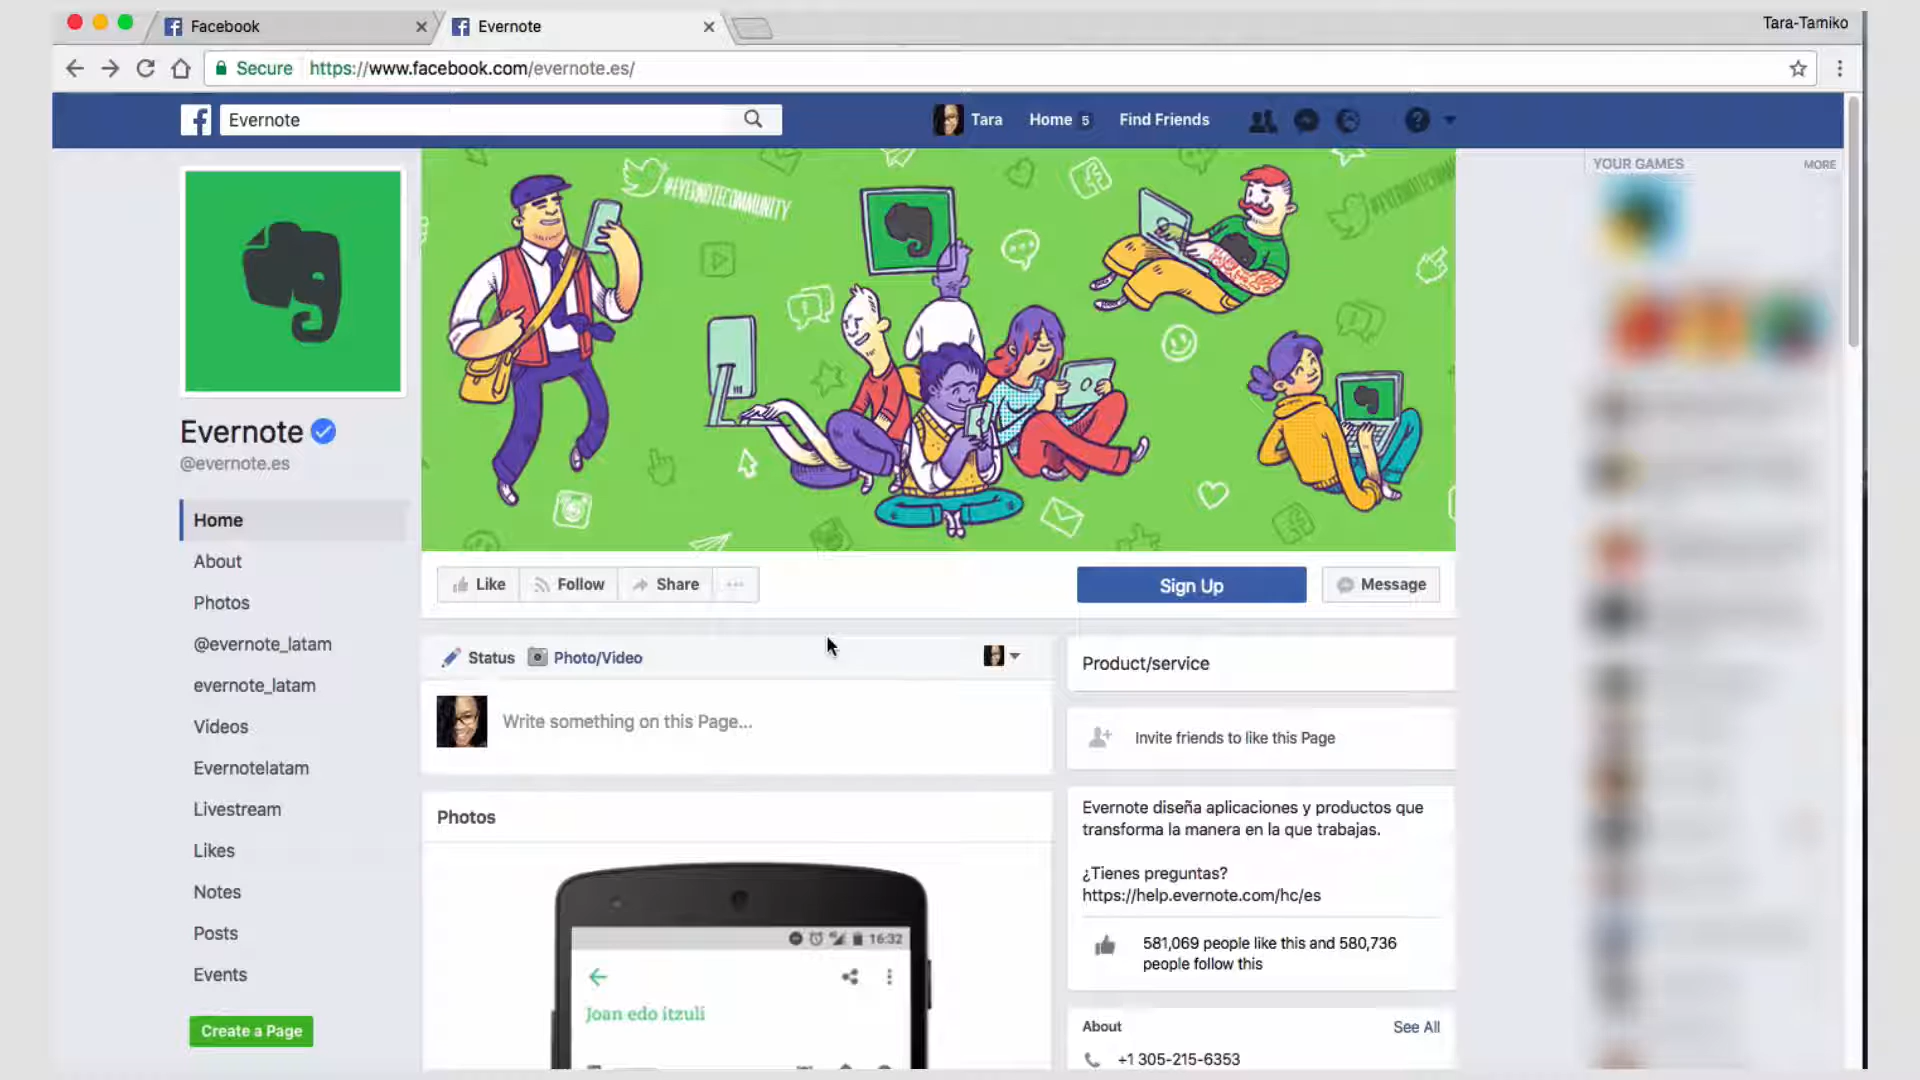 Facebook
Evernote
Tara-Tamiko
Secure https://www.facebook.com/evernote.es/
Evernote
Tara
Home 5
Find Friends
YOUR GAMES
MORE
@EVERNOTECOMMUNITY
Evernote
@evernote.es
Home
About
Photos
@evernote_latam
evernote_latam
Videos
Evernotelatam
Livestream
Likes
Notes
Posts
Events
Create a Page
Like
Follow
Share
Sign Up
Message
Status
Photo/Video
Write something on this Page...
Photos
16:32
Joan edo itzuli
Product/service
Invite friends to like this Page
Evernote diseña aplicaciones y productos que
transforma la manera en la que trabajas.
¿Tienes preguntas?
https://help.evernote.com/hc/es
581,069 people like this and 580,736
people follow this
About
See All
+1 305-215-6353